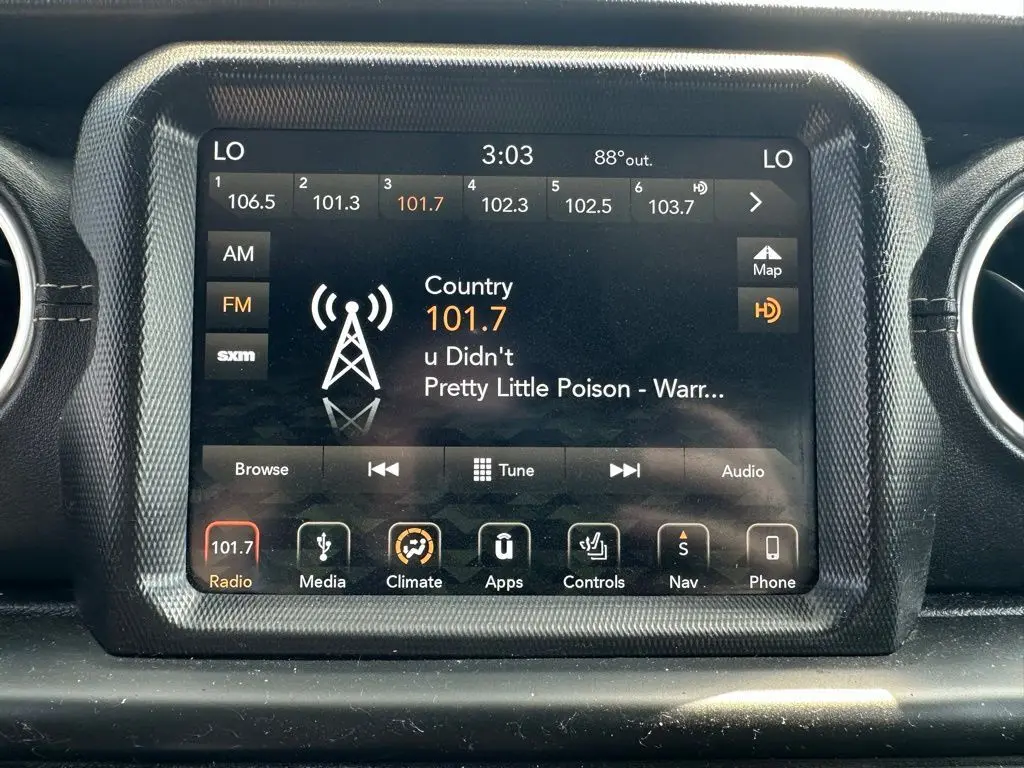 LO 3:03 88°out. LO
1 106.5 2 101.3 3 101.7 4 102.3 5 102.5 6 103.7 HD
AM
Map
FM
HD
sxm
Country
101.7
u Didn't
Pretty Little Poison - Warr...
Browse Tune Audio
101.7 u S
Radio Media Climate Apps Controls Nav Phone